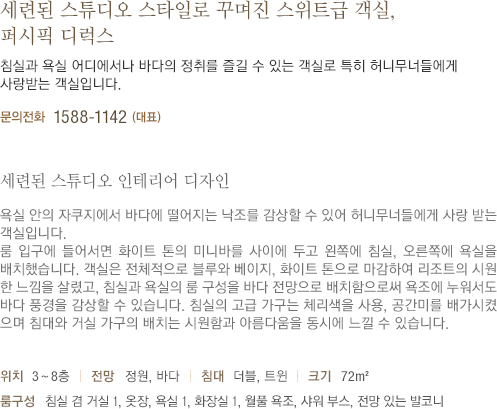 세련된 스튜디오 스타일로 꾸며진 스위트급 객실,
퍼시픽 디럭스
침실과 욕실 어디에서나 바다의 정취를 즐길 수 있는 객실로 특히 허니무너들에게
사랑받는 객실입니다.
문의전화 1588-1142 (대표)
세련된 스튜디오 인테리어 디자인
욕실 안의 자쿠지에서 바다에 떨어지는 낙조를 감상할 수 있어 허니무너들에게 사랑 받는
객실입니다.
룸 입구에 들어서면 화이트 톤의 미니바를 사이에 두고 왼쪽에 침실, 오른쪽에 욕실을
배치했습니다. 객실은 전체적으로 블루와 베이지, 화이트 톤으로 마감하여 리조트의 시원
한 느낌을 살렸고, 침실과 욕실의 룸 구성을 바다 전망으로 배치함으로써 욕조에 누워서도
바다 풍경을 감상할 수 있습니다. 침실의 고급 가구는 체리색을 사용, 공간미를 배가시켰
으며 침대와 거실 가구의 배치는 시원함과 아름다움을 동시에 느낄 수 있습니다.
위치 3~8층 | 전망 정원, 바다 | 침대 더블, 트윈 | 크기 72m²
룸구성 침실 겸 거실 1, 옷장, 욕실 1, 화장실 1, 월풀 욕조, 샤워 부스, 전망 있는 발코니